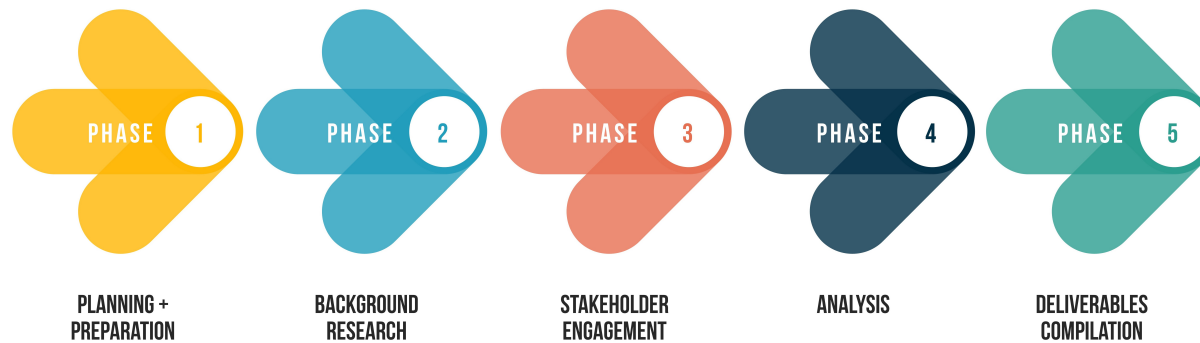 PHASE 1
PHASE 2
PHASE 3
PHASE 4
PHASE 5
PLANNING +
PREPARATION
BACKGROUND
RESEARCH
STAKEHOLDER
ENGAGEMENT
ANALYSIS
DELIVERABLES
COMPILATION